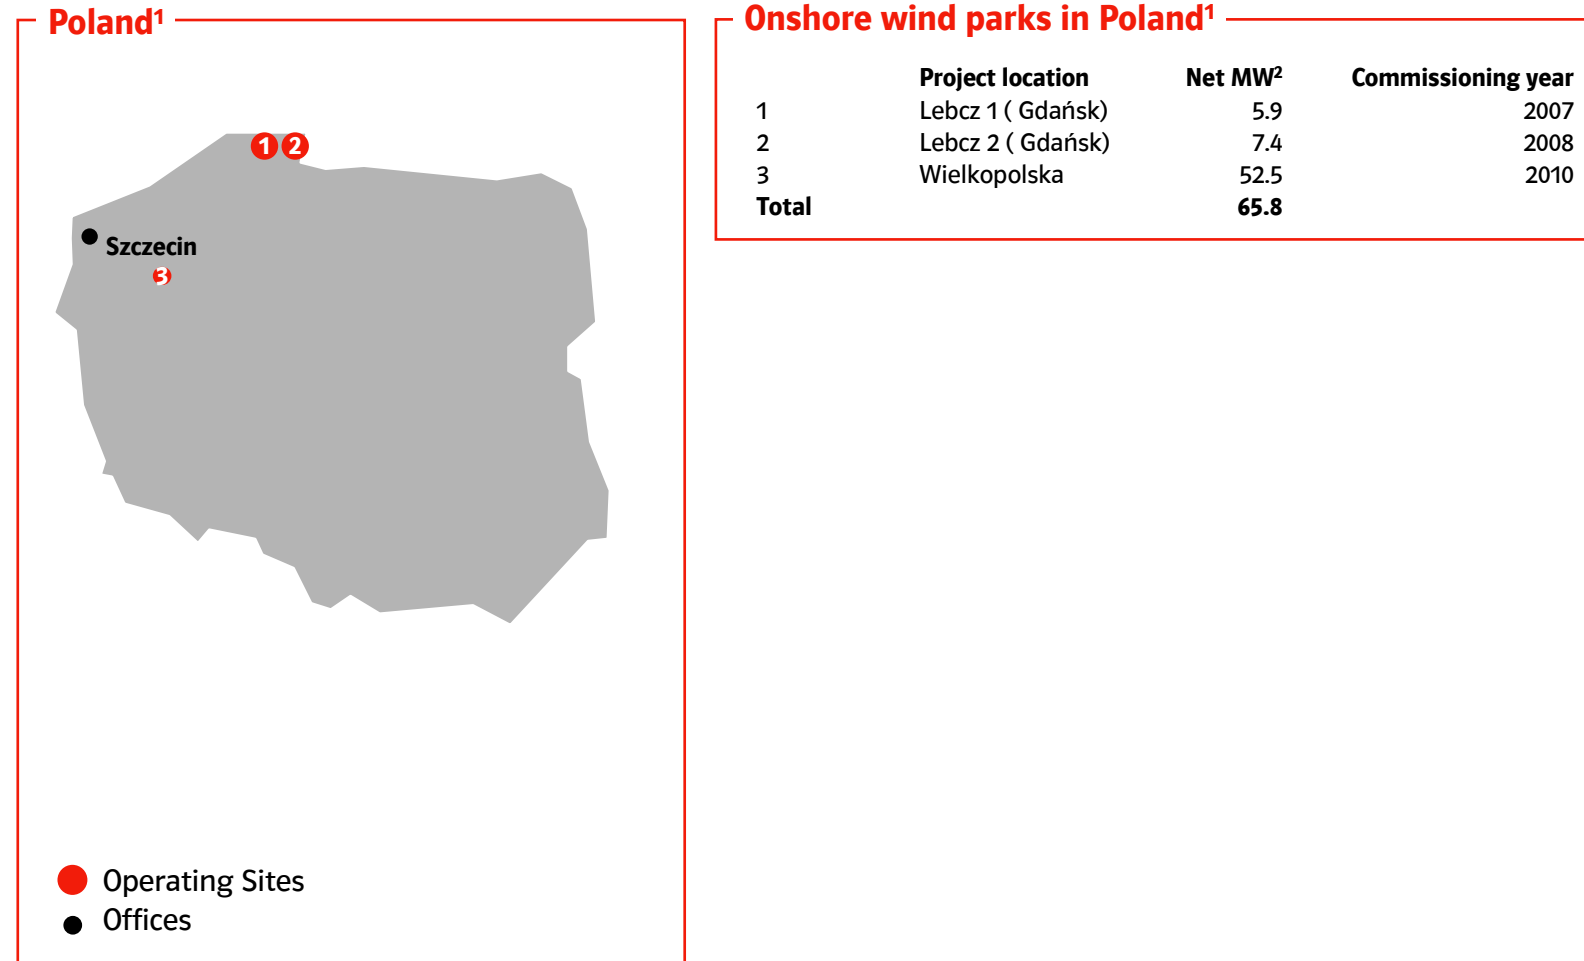 Poland¹
1 2
Szczecin
3
Operating Sites
Offices
Onshore wind parks in Poland¹
Project location Net MW² Commissioning year
1 Lebcz 1 ( Gdańsk) 5.9 2007
2 Lebcz 2 ( Gdańsk) 7.4 2008
3 Wielkopolska 52.5 2010
Total 65.8